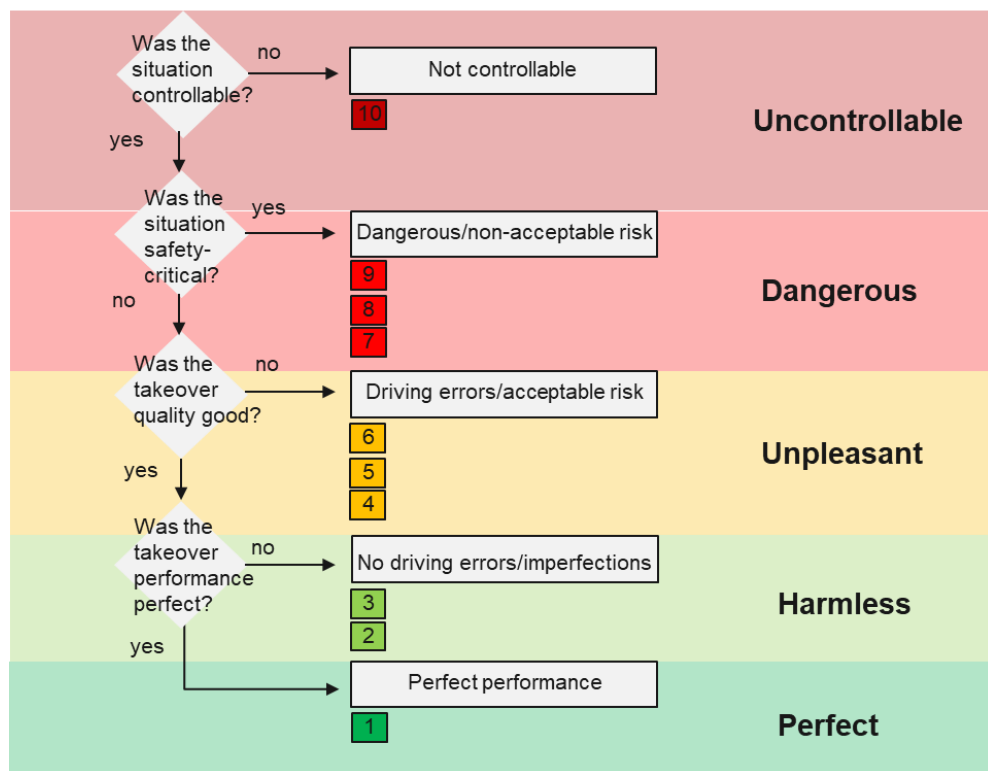 Was the
situation
controllable?
no
Not controllable
10
Uncontrollable
yes
Was the
situation
safety-
critical?
yes
Dangerous/non-acceptable risk
9
8
7
Dangerous
no
Was the
takeover
quality good?
no
Driving errors/acceptable risk
6
5
4
Unpleasant
yes
Was the
takeover
performance
perfect?
no
No driving errors/imperfections
3
2
Harmless
yes
Perfect performance
1
Perfect